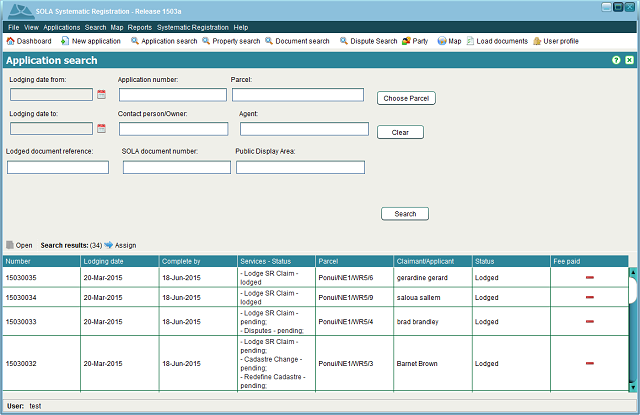 SOLA Systematic Registration - Release 1503a
File View Applications Search Map Reports Systematic Registration Help
Dashboard New application Application search Property search Document search Dispute Search Party Map Load documents User profile
Application search
Lodging date from: Application number: Parcel:
Choose Parcel
Lodging date to: Contact person/Owner: Agent:
Clear
Lodged document reference: SOLA document number: Public Display Area:
Search
Open Search results: (34) Assign
Number Lodging date Complete by Services - Status Parcel Claimant/Applicant Status Fee paid
- Lodge SR Claim -
15030035 20-Mar-2015 18-Jun-2015 lodged Ponui/NE1/WR5/6 gerardine gerard Lodged
- Lodge SR Claim -
15030034 20-Mar-2015 18-Jun-2015 lodged Ponui/NE1/WR5/9 saloua sallem Lodged
- Lodge SR Claim -
15030033 20-Mar-2015 18-Jun-2015 pending; Ponui/NE1/WR5/4 brad brandley Lodged
- Disputes - pending;
- Lodge SR Claim -
pending;
15030032 20-Mar-2015 18-Jun-2015 - Cadastre Change - Ponui/NE1/WR5/3 Barnet Brown Lodged
pending;
- Redefine Cadastre -
pending;
User: test